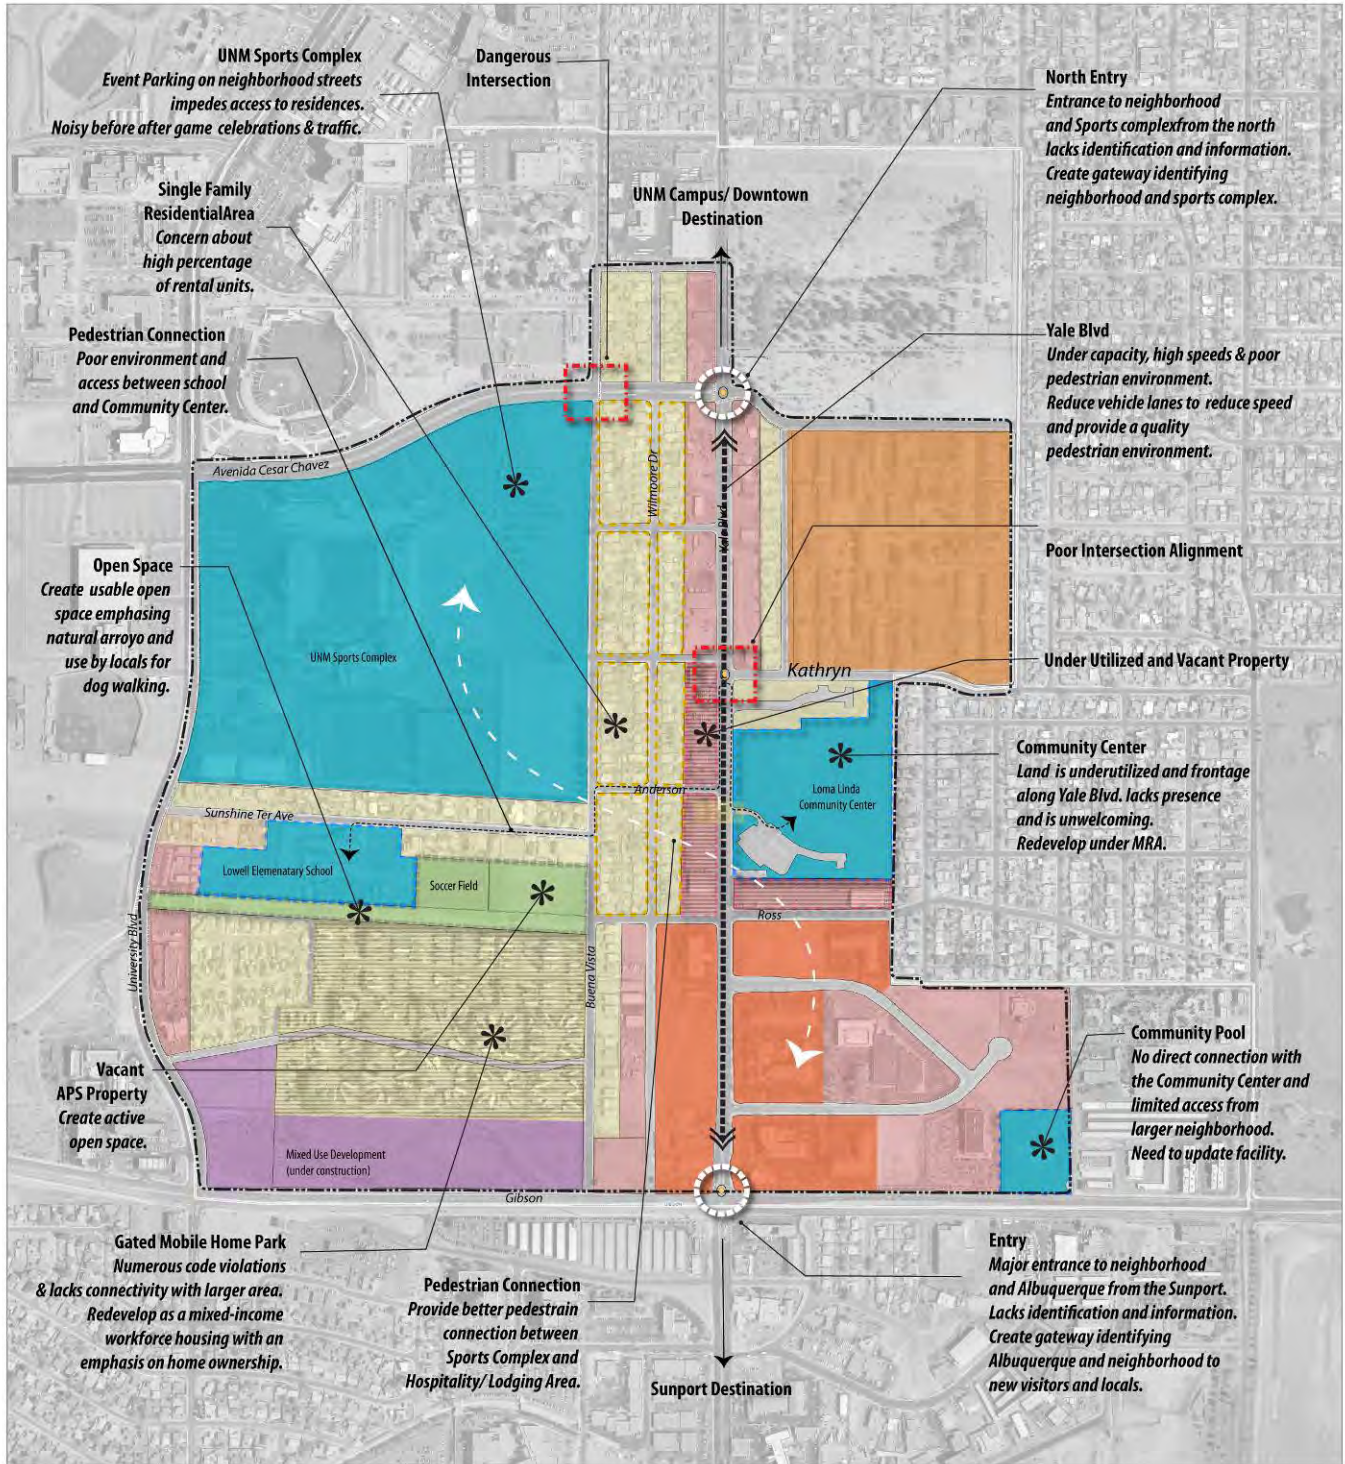 UNM Sports Complex
Event Parking on neighborhood streets
impedes access to residences.
Noisy before after game celebrations & traffic.
Dangerous
Intersection
North Entry
Entrance to neighborhood
and Sports complexfrom the north
lacks identification and information.
Create gateway identifying
neighborhood and sports complex.
Single Family
ResidentialArea
Concern about
high percentage
of rental units.
UNM Campus/ Downtown
Destination
Pedestrian Connection
Poor environment and
access between school
and Community Center.
Yale Blvd
Under capacity, high speeds & poor
pedestrian environment.
Reduce vehicle lanes to reduce speed
and provide a quality
pedestrian environment.
Avenida Cesar Chavez
Wilmoore Dr
Yale Blvd
Poor Intersection Alignment
Open Space
Create usable open
space emphasing
natural arroyo and
use by locals for
dog walking.
UNM Sports Complex
Kathryn
Under Utilized and Vacant Property
Community Center
Land is underutilized and frontage
along Yale Blvd. lacks presence
and is unwelcoming.
Redevelop under MRA.
Anderson
Loma Linda
Community Center
Sunshine Ter Ave
Lowell Elemenatary School
Soccer Field
Ross
University Blvd
Buena Vista
Vacant
APS Property
Create active
open space.
Community Pool
No direct connection with
the Community Center and
limited access from
larger neighborhood.
Need to update facility.
Mixed Use Development
(under construction)
Gibson
Gated Mobile Home Park
Numerous code violations
& lacks connectivity with larger area.
Redevelop as a mixed-income
workforce housing with an
emphasis on home ownership.
Pedestrian Connection
Provide better pedestrain
connection between
Sports Complex and
Hospitality/ Lodging Area.
Entry
Major entrance to neighborhood
and Albuquerque from the Sunport.
Lacks identification and information.
Create gateway identifying
Albuquerque and neighborhood to
new visitors and locals.
Sunport Destination